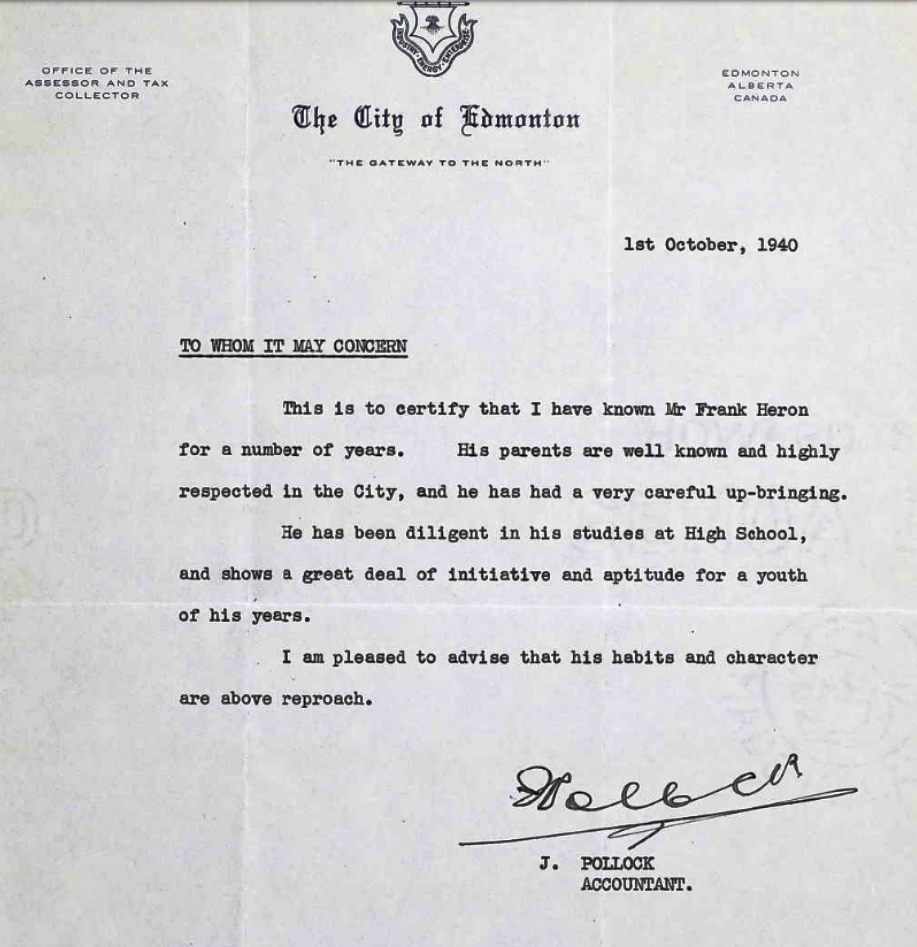 INDUSTRY ENERGY ENTERPRISE
OFFICE OF THE
ASSESSOR AND TAX
COLLECTOR
EDMONTON
ALBERTA
CANADA
The City of Edmonton
"THE GATEWAY TO THE NORTH"
1st October, 1940
TO WHOM IT MAY CONCERN
This is to certify that I have known Mr Frank Heron
for a number of years. His parents are well known and highly
respected in the City, and he has had a very careful up-bringing.
He has been diligent in his studies at High School,
and shows a great deal of initiative and aptitude for a youth
of his years.
I am pleased to advise that his habits and character
are above reproach.
JPollock
J. POLLOCK
ACCOUNTANT.